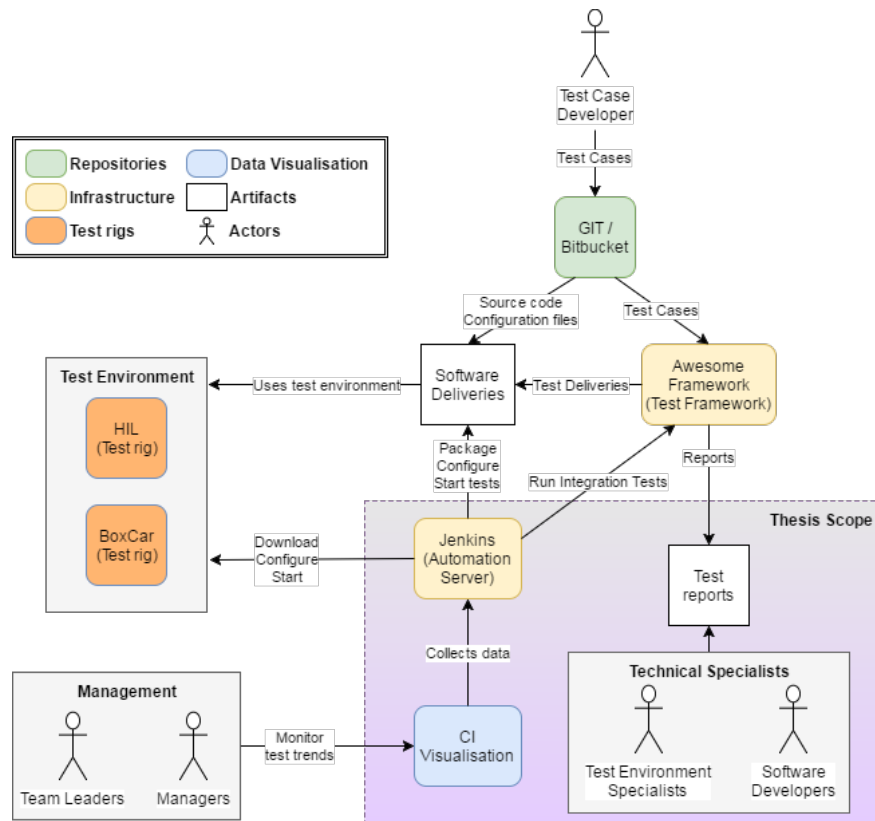 Test Case
Developer
Test Cases
Repositories
Data Visualisation
Infrastructure
Artifacts
Test rigs
Actors
GIT /
Bitbucket
Source code
Configuration files
Test Cases
Test Environment
HIL
(Test rig)
BoxCar
(Test rig)
Uses test environment
Software
Deliveries
Test Deliveries
Awesome
Framework
(Test Framework)
Package
Configure
Start tests
Run Integration Tests
Reports
Thesis Scope
Download
Configure
Start
Jenkins
(Automation
Server)
Test
reports
Collects data
Technical Specialists
Test Environment
Specialists
Software
Developers
Management
Team Leaders
Managers
Monitor
test trends
CI
Visualisation